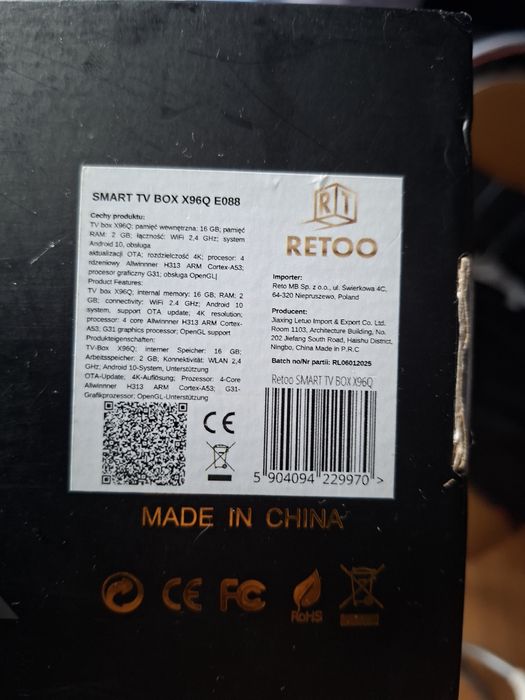 SMART TV BOX X96Q E088
Cechy produktu:
TV box X96Q; pamięć wewnętrzna: 16 GB; pamięć
RAM: 2 GB; łączność: WiFi 2,4 GHz; system
Android 10, obsługa
aktualizacji OTA; rozdzielczość 4K; procesor: 4
rdzeniowy Allwinnner H313 ARM Cortex-A53;
procesor graficzny G31; obsługa OpenGL|
Product Features:
TV box X96Q; internal memory: 16 GB; RAM: 2
GB; connectivity: WiFi 2.4 GHz; Android 10
system, support OTA update; 4K resolution;
processor: 4 core Allwinnner H313 ARM Cortex-
A53; G31 graphics processor; OpenGL support
Produkteigenschaften:
TV-Box X96Q; interner Speicher: 16 GB;
Arbeitsspeicher: 2 GB; Konnektivität: WLAN 2,4
GHz; Android 10-System, Unterstützung
OTA-Update; 4K-Auflösung; Prozessor: 4-Core
Allwinnner H313 ARM Cortex-A53; G31-
Grafikprozessor; OpenGL-Unterstützung
RETOO
Importer:
Reto MB Sp. z o.o., ul. Świerkowa 4C,
64-320 Niepruszewo, Poland
Producent:
Jiaxing Letuo Import & Export Co. Ltd.
Room 1103, Architecture Building, No.
202 Jiefang South Road, Haishu District,
Ningbo, China Made in P.R.C
Batch no/Nr partii: RL06012025
Retoo SMART TV BOX X96Q
CE
5 904094 229970 >
MADE IN CHINA
CE FC RoHS